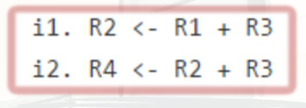 i1. R2 <- R1 + R3
i2. R4 <- R2 + R3